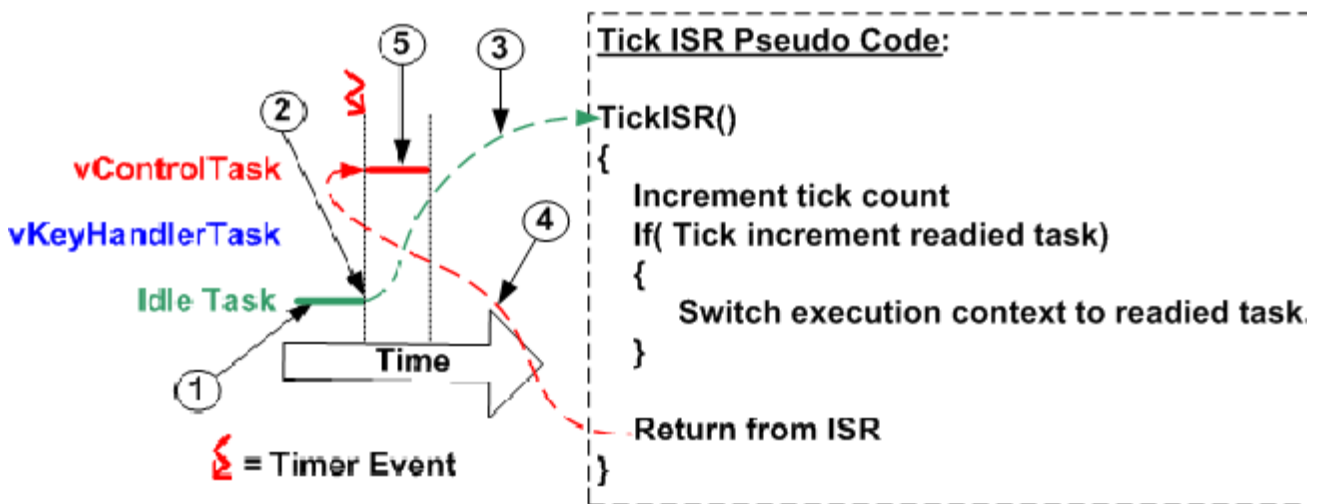 5
3
2
vControlTask
vKeyHandlerTask
4
Idle Task
Time
1
= Timer Event
Tick ISR Pseudo Code:
TickISR()
{
Increment tick count
If( Tick increment readied task)
{
Switch execution context to readied task.
}
Return from ISR
}